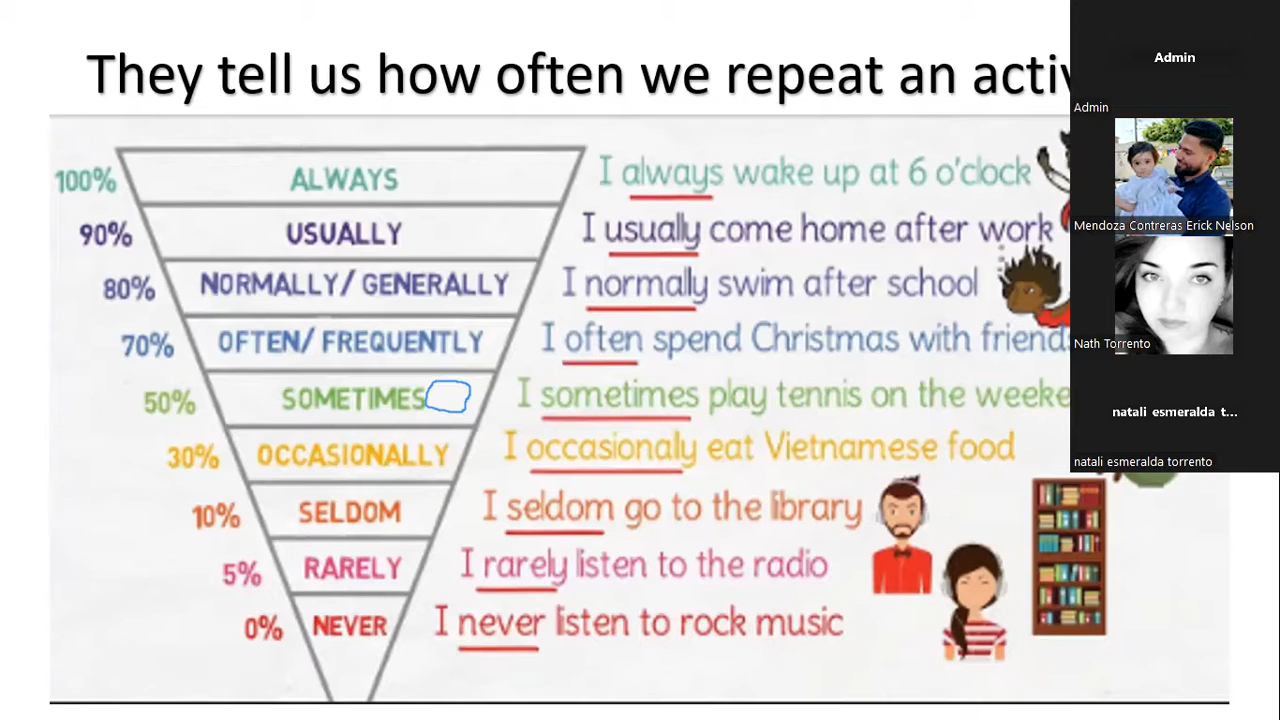 They tell us how often we repeat an activ
100% ALWAYS I always wake up at 6 o'clock
90% USUALLY I usually come home after work
80% NORMALLY/ GENERALLY I normally swim after school
70% OFTEN/ FREQUENTLY I often spend Christmas with friends
50% SOMETIMES I sometimes play tennis on the weeke
30% OCCASIONALLY I occasionally eat Vietnamese food
10% SELDOM I seldom go to the library
5% RARELY I rarely listen to the radio
0% NEVER I never listen to rock music
Admin
Admin
Mendoza Contreras Erick Nelson
Nath Torrento
natali esmeralda t...
natali esmeralda torrento